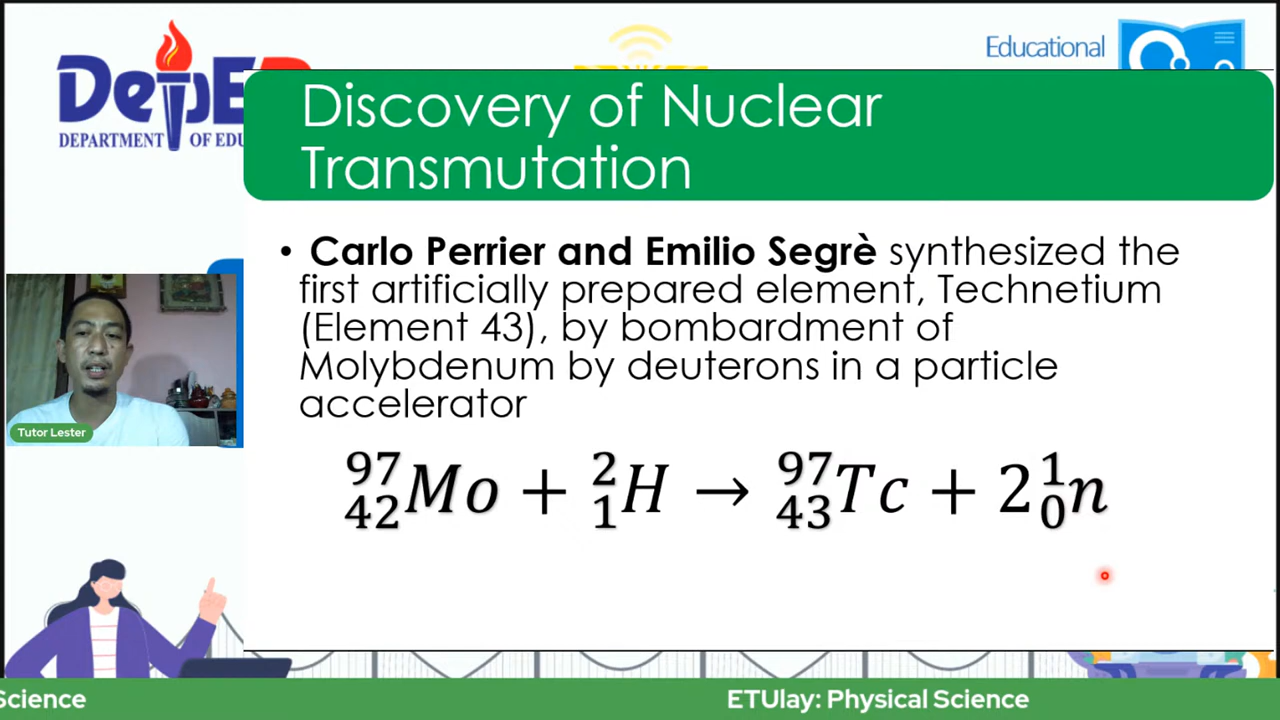 DepED
DEPARTMENT OF EDU
Educational
Discovery of Nuclear
Transmutation
• Carlo Perrier and Emilio Segrè synthesized the
first artificially prepared element, Technetium
(Element 43), by bombardment of
Molybdenum by deuterons in a particle
accelerator
⁹⁷₄₂Mo + ²₁H → ⁹⁷₄₃Tc + 2¹₀n
Tutor Lester
Science
ETUlay: Physical Science